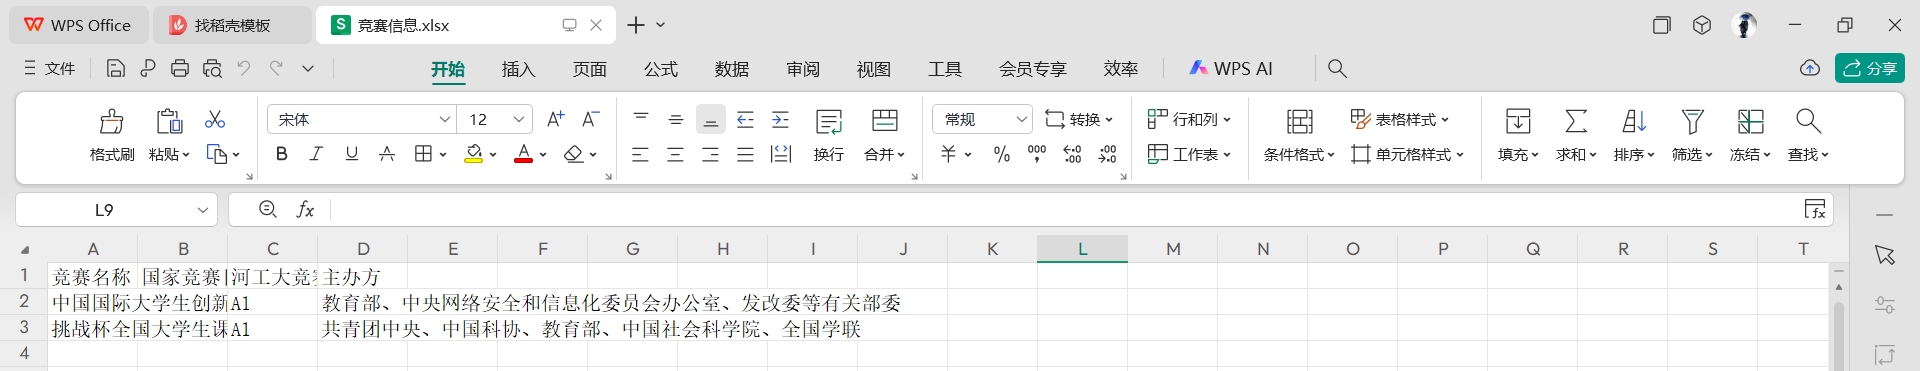 WPS Office 找稻壳模板 竞赛信息.xlsx
文件 开始 插入 页面 公式 数据 审阅 视图 工具 会员专享 效率 WPS AI 分享
宋体 12 A+ A- 换行 合并 常规 转换 行和列 条件格式 表格样式 填充 求和 排序 筛选 冻结 查找
格式刷 粘贴 B I U A A ¥ % 000 工作表 单元格样式
L9 fx
A B C D E F G H I J K L M N O P Q R S T
1 竞赛名称 国家竞赛 河工大竞赛 主办方
2 中国国际大学生创新 A1 教育部、中央网络安全和信息化委员会办公室、发改委等有关部委
3 挑战杯全国大学生课 A1 共青团中央、中国科协、教育部、中国社会科学院、全国学联
4